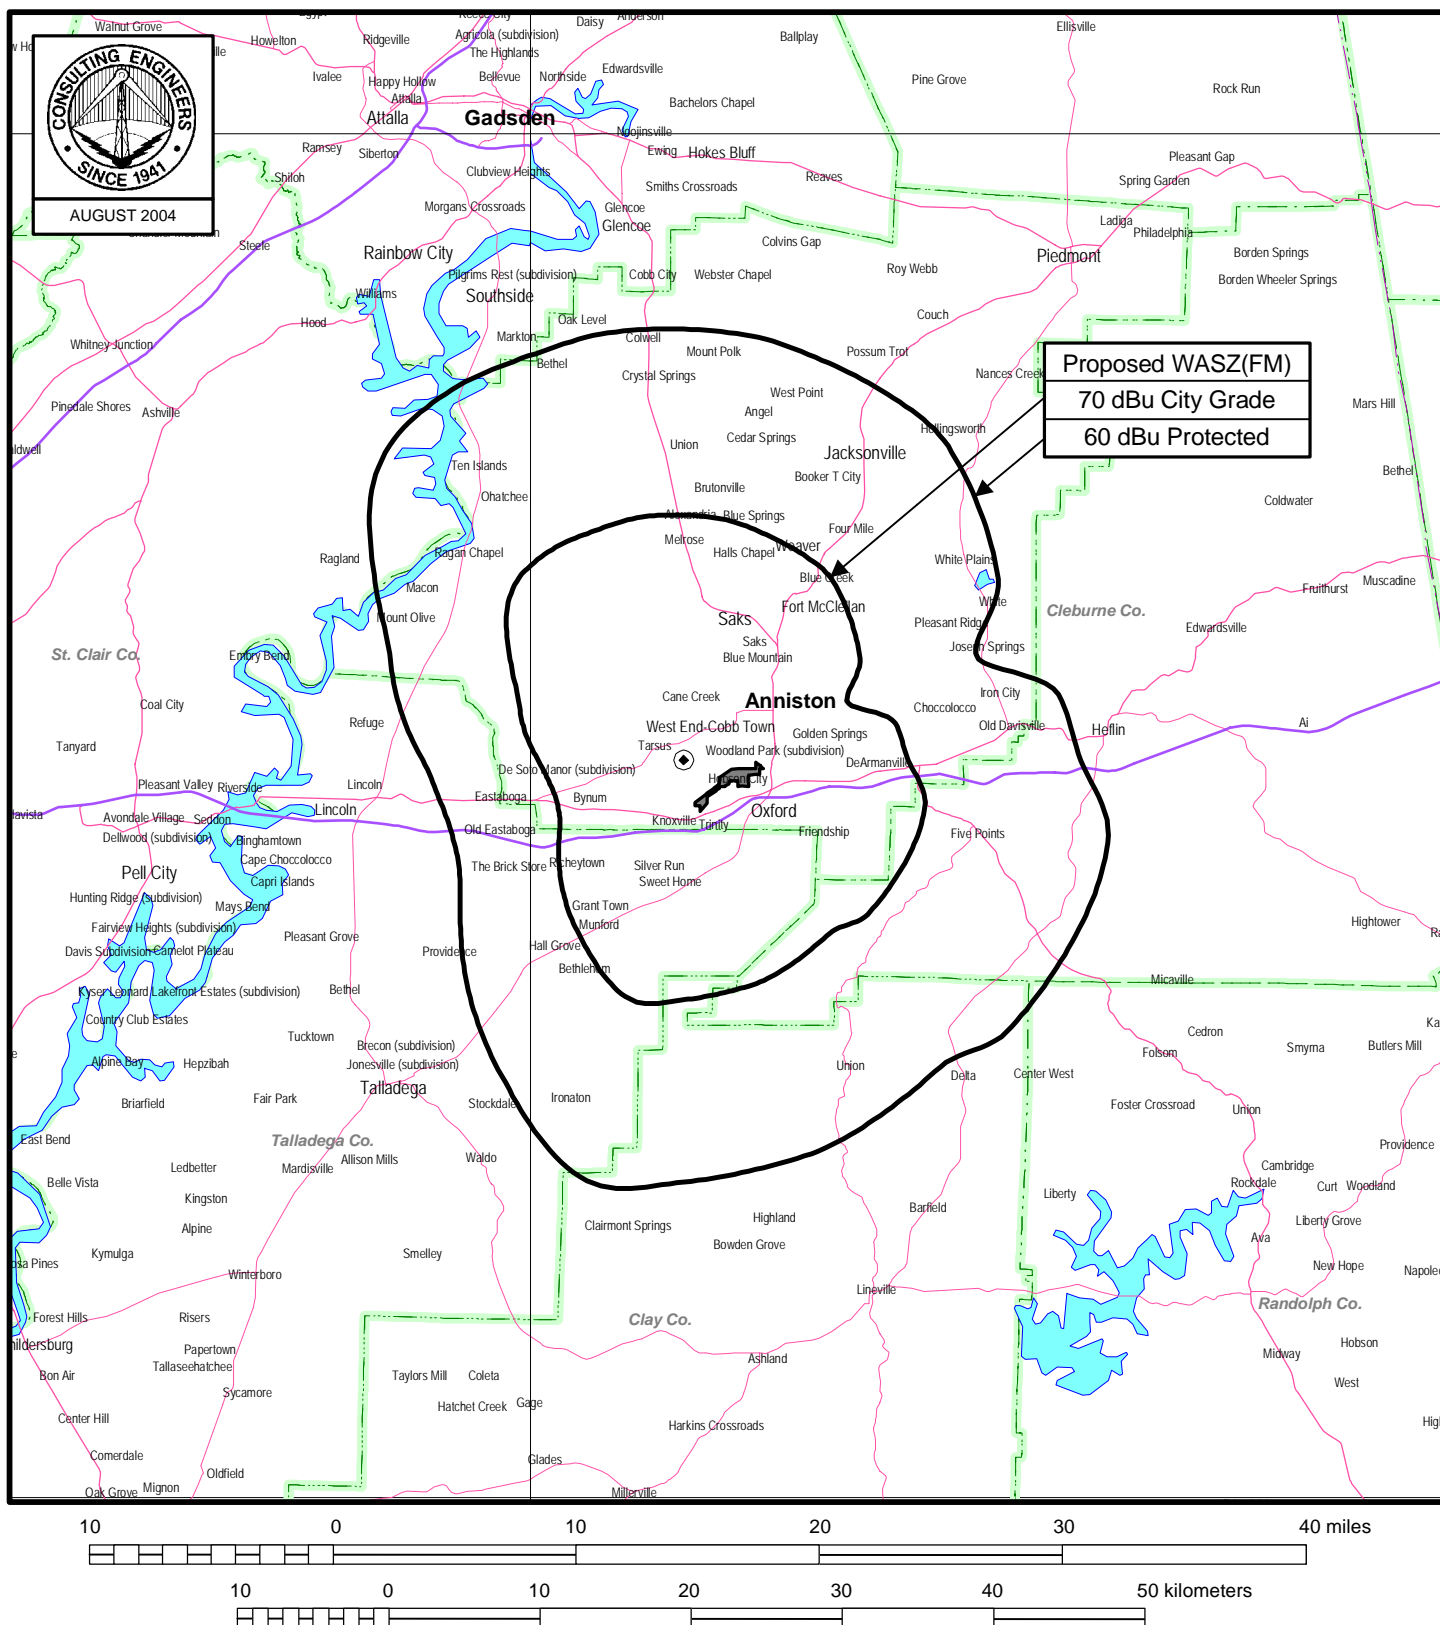 Reece City
Anderson
Walnut Grove
Daisy
Ellisville
Howelton
Ridgeville
Agricola (subdivision)
Ballplay
The Highlands
CONSULTING ENGINEERS
• SINCE 1941 •
AUGUST 2004
Ivalee
Happy Hollow
Bellevue
Northside
Edwardsville
Pine Grove
Rock Run
Attalla
Bachelors Chapel
Attalla
Gadsden
Noojinsville
Ramsey
Siberton
Ewing
Hokes Bluff
Pleasant Gap
Shiloh
Clubview Heights
Smiths Crossroads
Reaves
Spring Garden
Morgans Crossroads
Glencoe
Glencoe
Ladiga
Philadelphia
Steele
Rainbow City
Colvins Gap
Piedmont
Borden Springs
Pilgrims Rest (subdivision)
Cobb City
Webster Chapel
Roy Webb
Borden Wheeler Springs
Williams
Southside
Hood
Oak Level
Couch
Whitney Junction
Markton
Colwell
Mount Polk
Possum Trot
Bethel
Crystal Springs
Nances Creek
Proposed WASZ(FM)
70 dBu City Grade
60 dBu Protected
West Point
Pinedale Shores
Ashville
Angel
Mars Hill
Hollingsworth
Union
Cedar Springs
Jacksonville
Ten Islands
Booker T City
Bethel
Ohatchee
Brutonville
Coldwater
Alexandria
Blue Springs
Four Mile
Melrose
Halls Chapel
Weaver
Ragland
Ragan Chapel
White Plains
Blue Creek
Muscadine
Macon
Fruithurst
Fort McClellan
White
Cleburne Co.
Mount Olive
Saks
Pleasant Ridg
Edwardsville
St. Clair Co.
Embry Bend
Saks
Joseph Springs
Blue Mountain
Cane Creek
Anniston
Iron City
Coal City
Choccolocco
Refuge
West End-Cobb Town
Old Davisville
Heflin
Ai
Golden Springs
Tanyard
Tarsus
Woodland Park (subdivision)
DeArmanville
De Soto Manor (subdivision)
Hobson City
Pleasant Valley
Riverside
Lincoln
Eastaboga
Bynum
Lincoln
Oxford
Avondale Village
Seddon
Knoxville
Trinity
Old Eastaboga
Friendship
Five Points
Dellwood (subdivision)
Binghamtown
Cape Choccolocco
The Brick Store
Richeytown
Silver Run
Pell City
Capri Islands
Sweet Home
Hunting Ridge (subdivision)
Mays Bend
Grant Town
Fairview Heights (subdivision)
Munford
Hightower
Pleasant Grove
Hall Grove
Davis Subdivision
Camelot Plateau
Providence
Bethlehem
Micaville
Kyser Leonard Lakefront Estates (subdivision)
Bethel
Country Club Estates
Cedron
Tucktown
Brecon (subdivision)
Folsom
Smyrna
Butlers Mill
Alpine Bay
Hepzibah
Jonesville (subdivision)
Union
Delta
Center West
Talladega
Briarfield
Fair Park
Stockdale
Ironaton
Foster Crossroad
Union
East Bend
Talladega Co.
Providence
Ledbetter
Mardisville
Allison Mills
Waldo
Cambridge
Belle Vista
Rockdale
Curt
Woodland
Kingston
Liberty
Barfield
Alpine
Clairmont Springs
Highland
Liberty Grove
Kymulga
Smelley
Bowden Grove
Ava
osa Pines
New Hope
Napole
Winterboro
Lineville
Forest Hills
Risers
Clay Co.
Randolph Co.
hildersburg
Papertown
Hobson
Tallaseehatchee
Ashland
Midway
Bon Air
Taylors Mill
Coleta
West
Sycamore
Hatchet Creek
Gage
Center Hill
Harkins Crossroads
Comerdale
Oldfield
Glades
Oak Grove
Mignon
Millerville
10 0 10 20 30 40 miles
10 0 10 20 30 40 50 kilometers